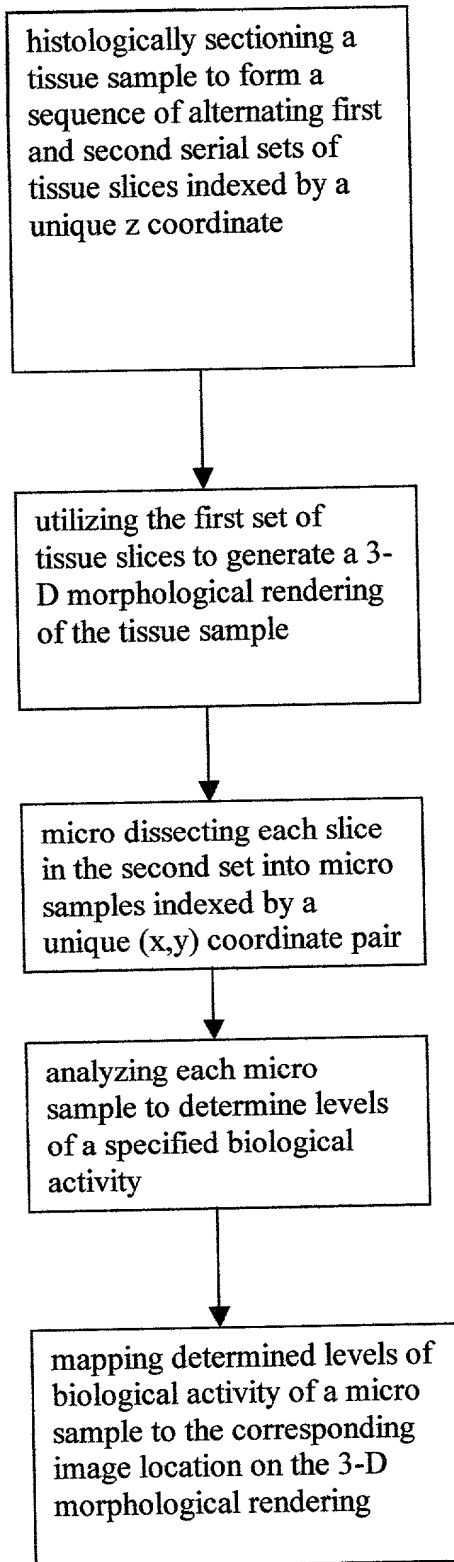 histologically sectioning a
tissue sample to form a
sequence of alternating first
and second serial sets of
tissue slices indexed by a
unique z coordinate
utilizing the first set of
tissue slices to generate a 3-
D morphological rendering
of the tissue sample
micro dissecting each slice
in the second set into micro
samples indexed by a
unique (x,y) coordinate pair
analyzing each micro
sample to determine levels
of a specified biological
activity
mapping determined levels of
biological activity of a micro
sample to the corresponding
image location on the 3-D
morphological rendering